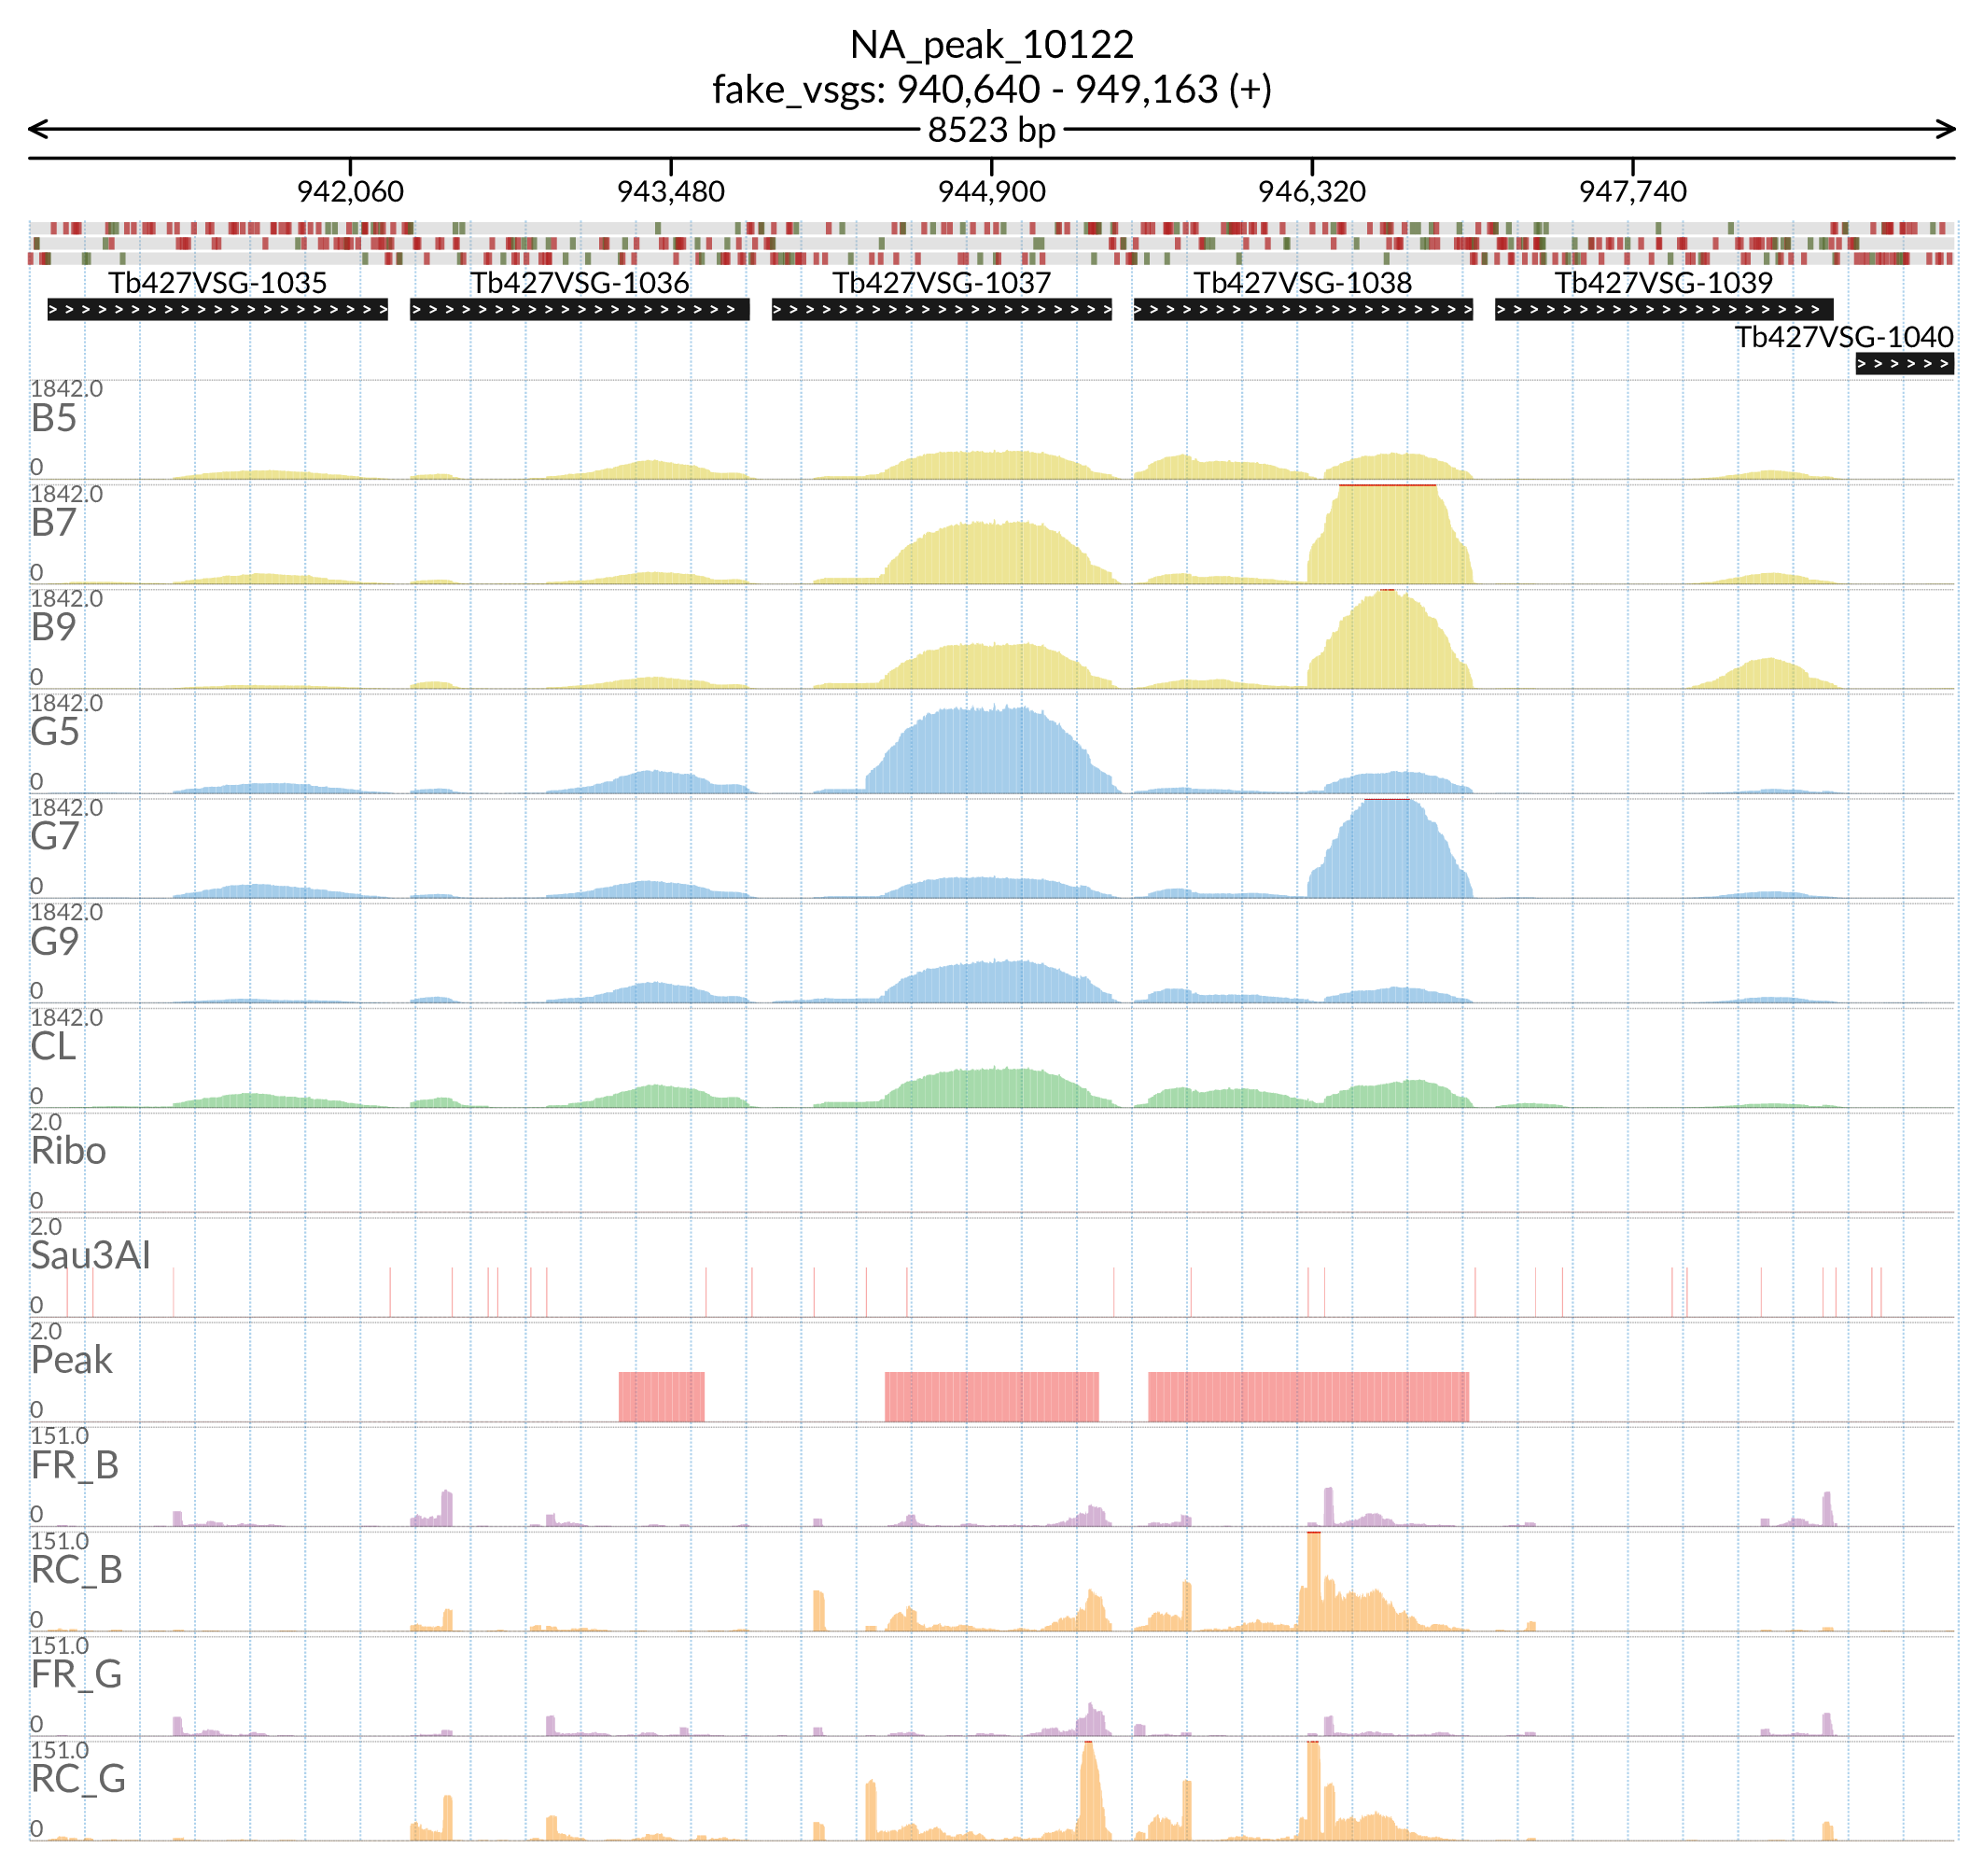 NA_peak_10122
fake_vsgs: 940,640 - 949,163 (+)
8523 bp
942,060 943,480 944,900 946,320 947,740
Tb427VSG-1035 Tb427VSG-1036 Tb427VSG-1037 Tb427VSG-1038 Tb427VSG-1039
Tb427VSG-1040
1842.0
B5
0
1842.0
B7
0
1842.0
B9
0
1842.0
G5
0
1842.0
G7
0
1842.0
G9
0
1842.0
CL
0
2.0
Ribo
0
2.0
Sau3AI
0
2.0
Peak
0
151.0
FR_B
0
151.0
RC_B
0
151.0
FR_G
0
151.0
RC_G
0